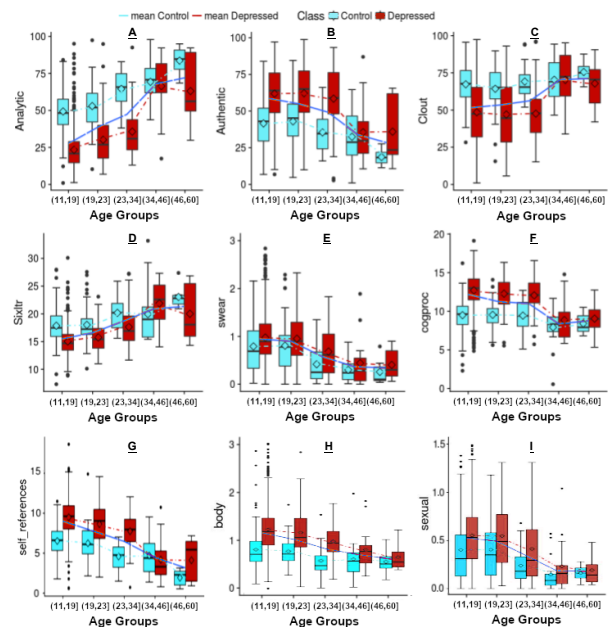 mean Control mean Depressed Class Control Depressed
A B C
100 100 100
75 75 75
50 50 50
25 25 25
0 0 0
Analytic Authentic Clout
(11,19] (19,23] (23,34] (34,46] (46,60] (11,19] (19,23] (23,34] (34,46] (46,60] (11,19] (19,23] (23,34] (34,46] (46,60]
Age Groups Age Groups Age Groups
D E F
30 3 20
25 2 15
20 1 10
15 0 5
10 0
Sixltr swear cogproc
(11,19] (19,23] (23,34] (34,46] (46,60] (11,19] (19,23] (23,34] (34,46] (46,60] (11,19] (19,23] (23,34] (34,46] (46,60]
Age Groups Age Groups Age Groups
G H I
15 3 1.5
10 2 1.0
5 1 0.5
0 0 0.0
self_references body sexual
(11,19] (19,23] (23,34] (34,46] (46,60] (11,19] (19,23] (23,34] (34,46] (46,60] (11,19] (19,23] (23,34] (34,46] (46,60]
Age Groups Age Groups Age Groups